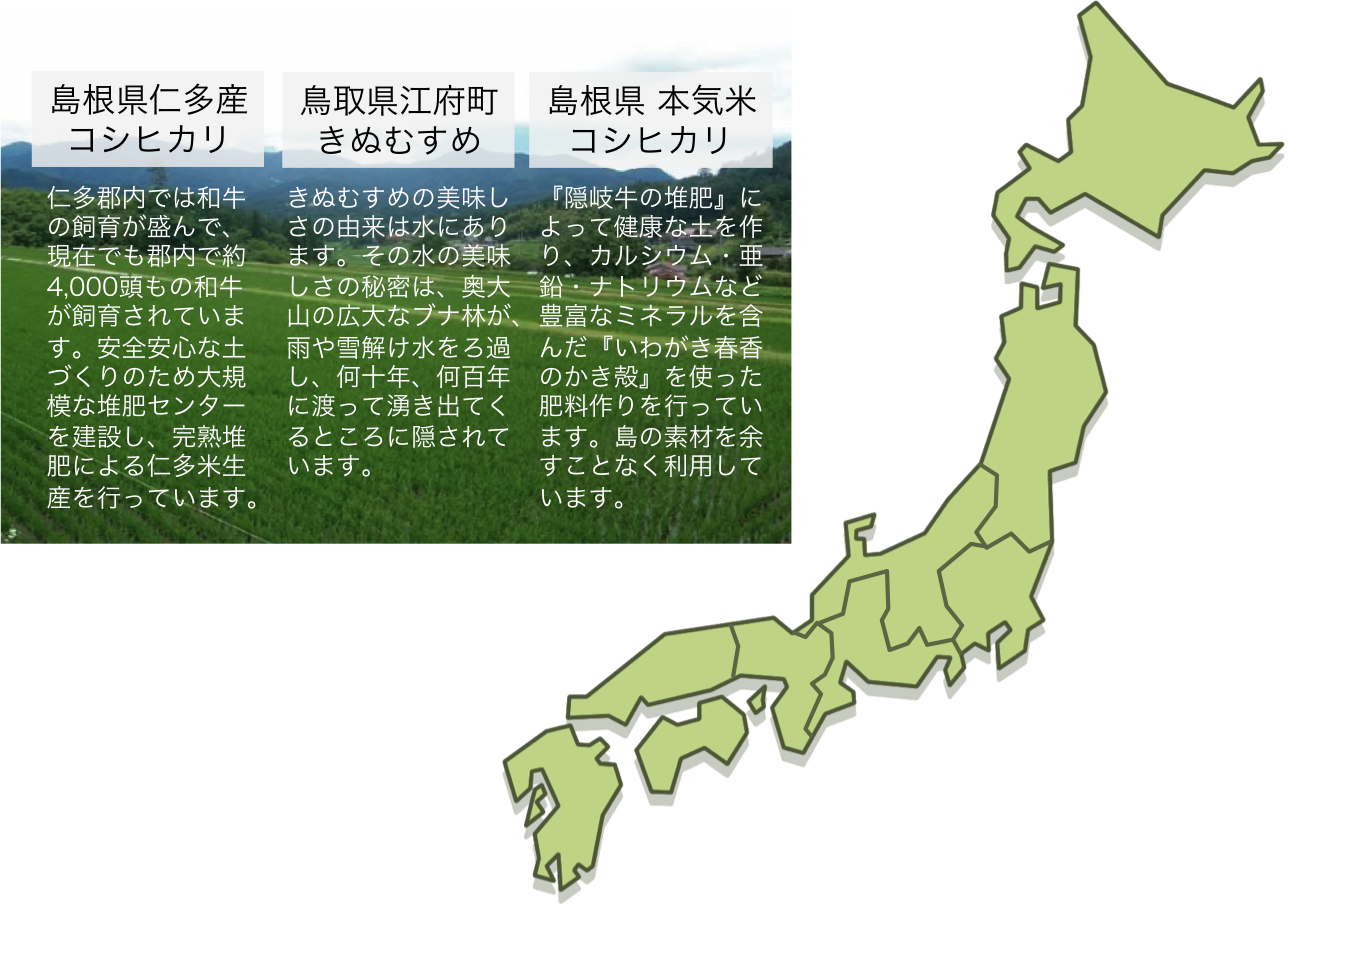 島根県仁多産
コシヒカリ
仁多郡内では和牛
の飼育が盛んで、
現在でも郡内で約
4,000頭もの和牛
が飼育されていま
す。安全安心な土
づくりのため大規
模な堆肥センター
を建設し、完熟堆
肥による仁多米生
産を行っています。
鳥取県江府町
きぬむすめ
きぬむすめの美味し
さの由来は水にあり
ます。その水の美味
しさの秘密は、奥大
山の広大なブナ林が、
雨や雪解け水をろ過
し、何十年、何百年
に渡って湧き出てく
るところに隠されて
います。
島根県 本気米
コシヒカリ
『隠岐牛の堆肥』に
よって健康な土を作
り、カルシウム・亜
鉛・ナトリウムなど
豊富なミネラルを含
んだ『いわがき春香
のかき殻』を使った
肥料作りを行ってい
ます。島の素材を余
すことなく利用して
います。